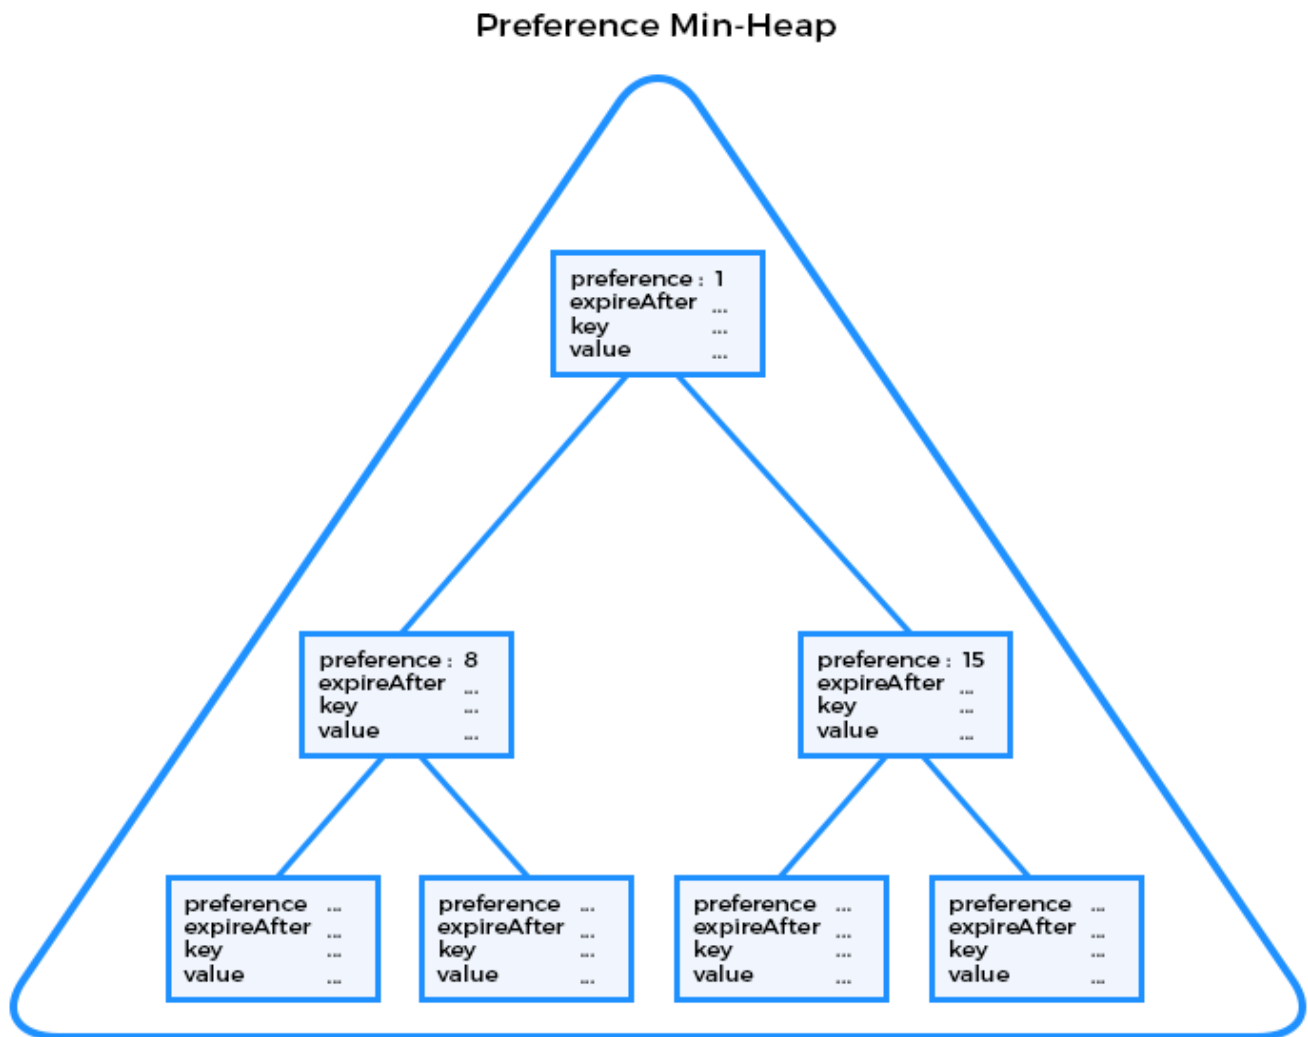 Preference Min-Heap
preference : 1
expireAfter ...
key ...
value ...
preference : 8
expireAfter ...
key ...
value ...
preference : 15
expireAfter ...
key ...
value ...
preference ...
expireAfter ...
key ...
value ...
preference ...
expireAfter ...
key ...
value ...
preference ...
expireAfter ...
key ...
value ...
preference ...
expireAfter ...
key ...
value ...